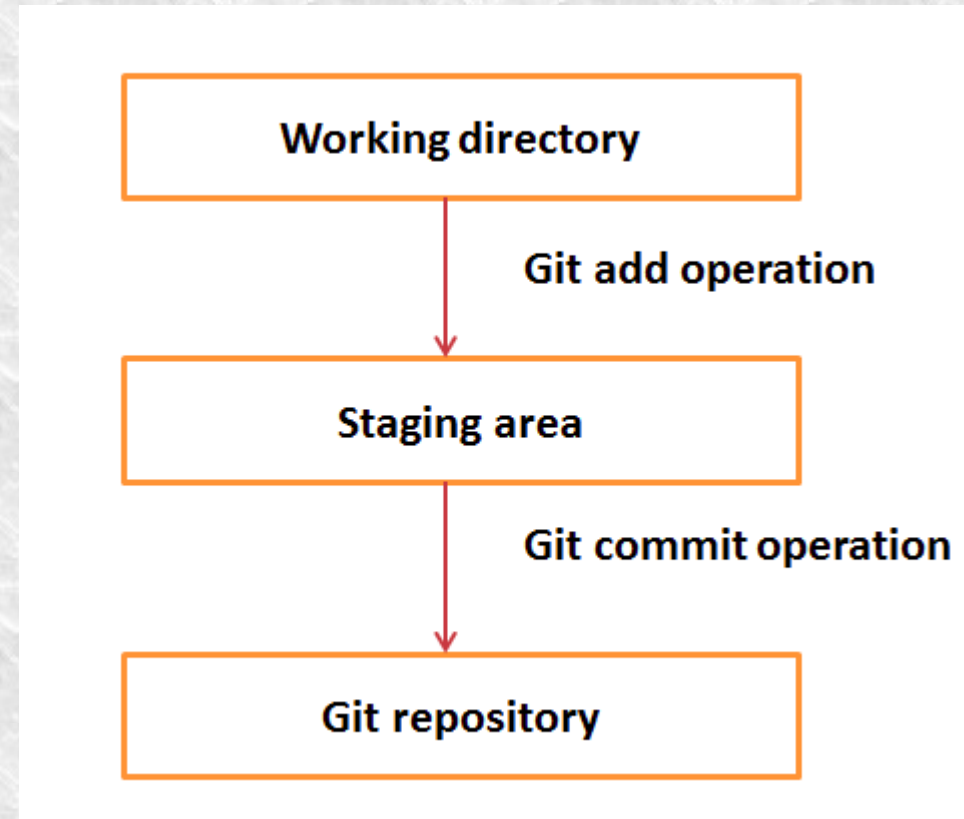 Working directory
Git add operation
Staging area
Git commit operation
Git repository